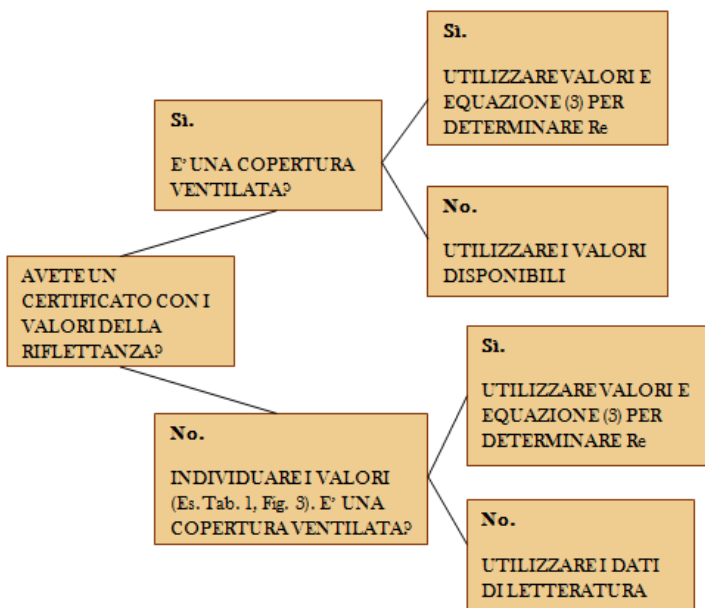 Sì.
UTILIZZARE VALORI E
EQUAZIONE (3) PER
DETERMINARE Re
Sì.
E' UNA COPERTURA
VENTILATA?
No.
UTILIZZARE I VALORI
DISPONIBILI
AVETE UN
CERTIFICATO CON I
VALORI DELLA
RIFLETTANZA?
Sì.
UTILIZZARE VALORI E
EQUAZIONE (3) PER
DETERMINARE Re
No.
INDIVIDUARE I VALORI
(Es. Tab. 1, Fig. 3). E' UNA
COPERTURA VENTILATA?
No.
UTILIZZARE I DATI
DI LETTERATURA